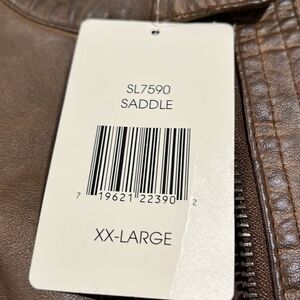 SL7590
SADDLE
7 19621 22390 2
XX-LARGE